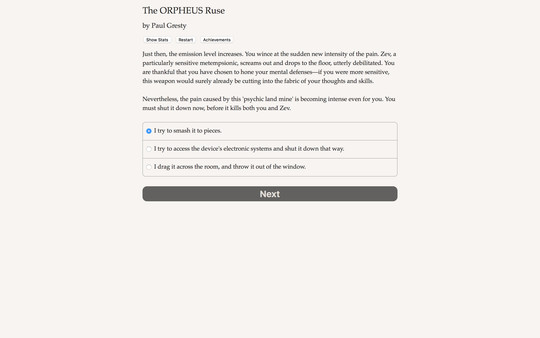 The ORPHEUS Ruse
by Paul Gresty
Show Stats Restart Achievements
Just then, the emission level increases. You wince at the sudden new intensity of the pain. Zev, a
particularly sensitive metempsionic, screams out and drops to the floor, utterly debilitated. You
are thankful that you have chosen to hone your mental defenses—if you were more sensitive,
this weapon would surely already be cutting into the fabric of your thoughts and skills.
Nevertheless, the pain caused by this 'psychic land mine' is becoming intense even for you. You
must shut it down now, before it kills both you and Zev.
I try to smash it to pieces.
I try to access the device's electronic systems and shut it down that way.
I drag it across the room, and throw it out of the window.
Next